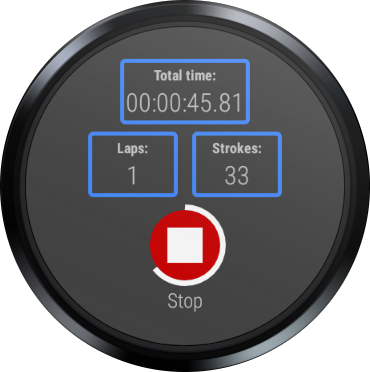 Total time:
00:00:45.81
Laps: Strokes:
1 33
Stop